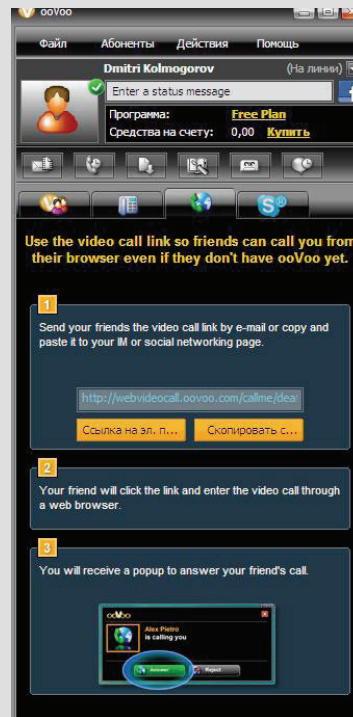 ooVoo
Файл Абоненты Действия Помощь
Dmitri Kolmogorov (На линии)
Enter a status message
Программа: Free Plan
Средства на счету: 0,00 Купить
Use the video call link so friends can call you from
their browser even if they don't have ooVoo yet.
1
Send your friends the video call link by e-mail or copy and
paste it to your IM or social networking page.
http://webvideocall.oovoo.com/callme/dea
Ссылка на эл. п... Скопировать с...
2
Your friend will click the link and enter the video call through
a web browser.
3
You will receive a popup to answer your friend's call.
ooVoo
Alex Pietro
is calling you
Answer Reject